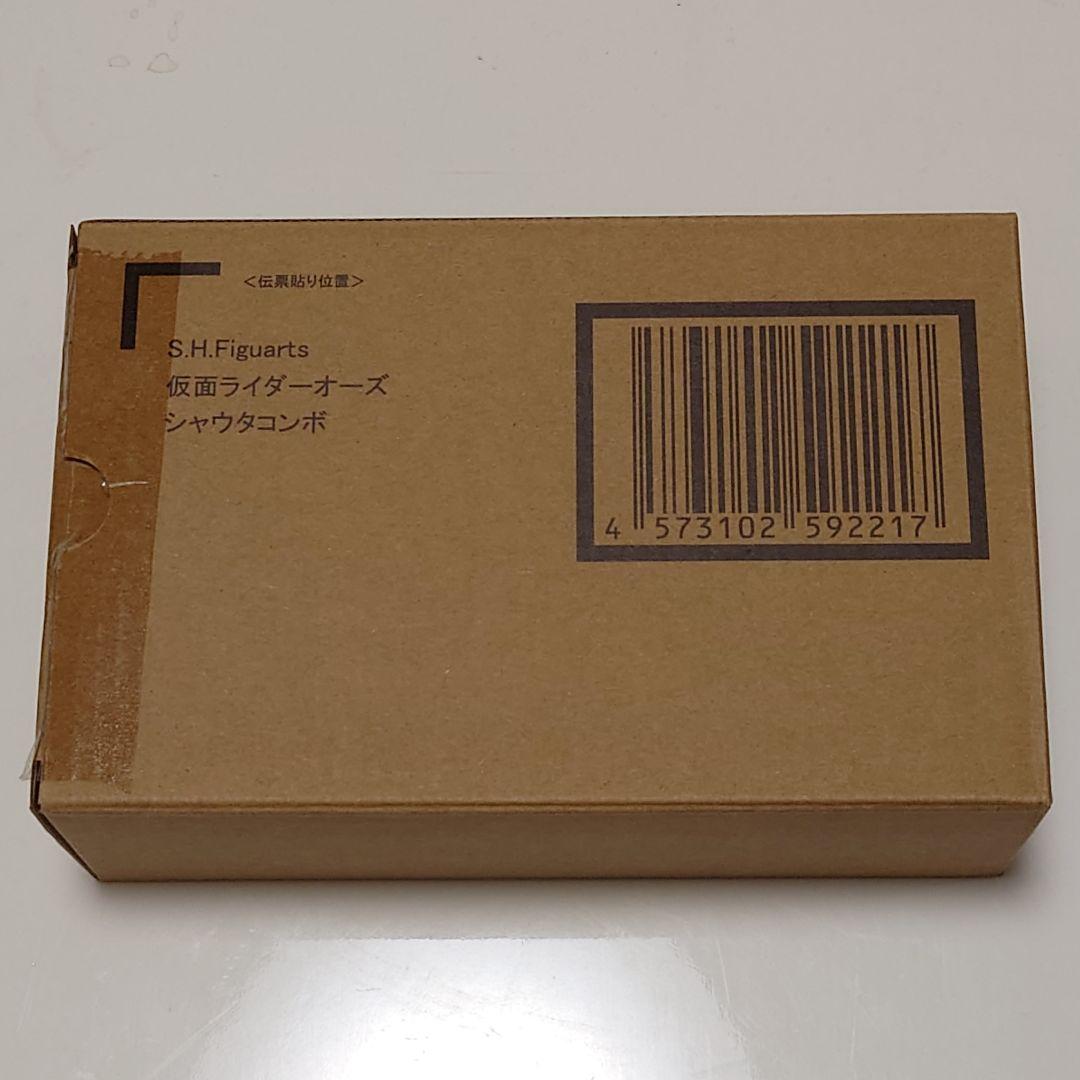 ＜伝票貼り位置＞
S.H.Figuarts
仮面ライダーオーズ
シャウタコンボ
4 573102 592217